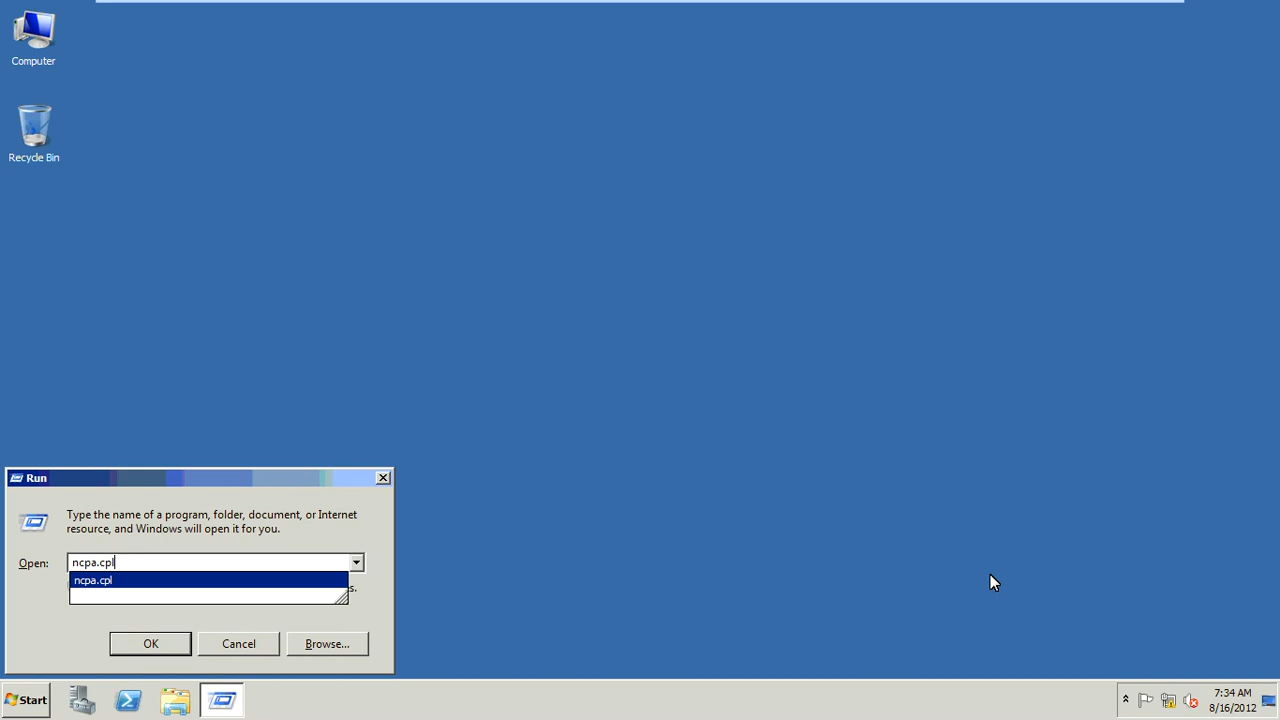 Computer
Recycle Bin
Run
Type the name of a program, folder, document, or Internet
resource, and Windows will open it for you.
Open:
ncpa.cpl
ncpa.cpl
s.
OK
Cancel
Browse...
Start
7:34 AM
8/16/2012